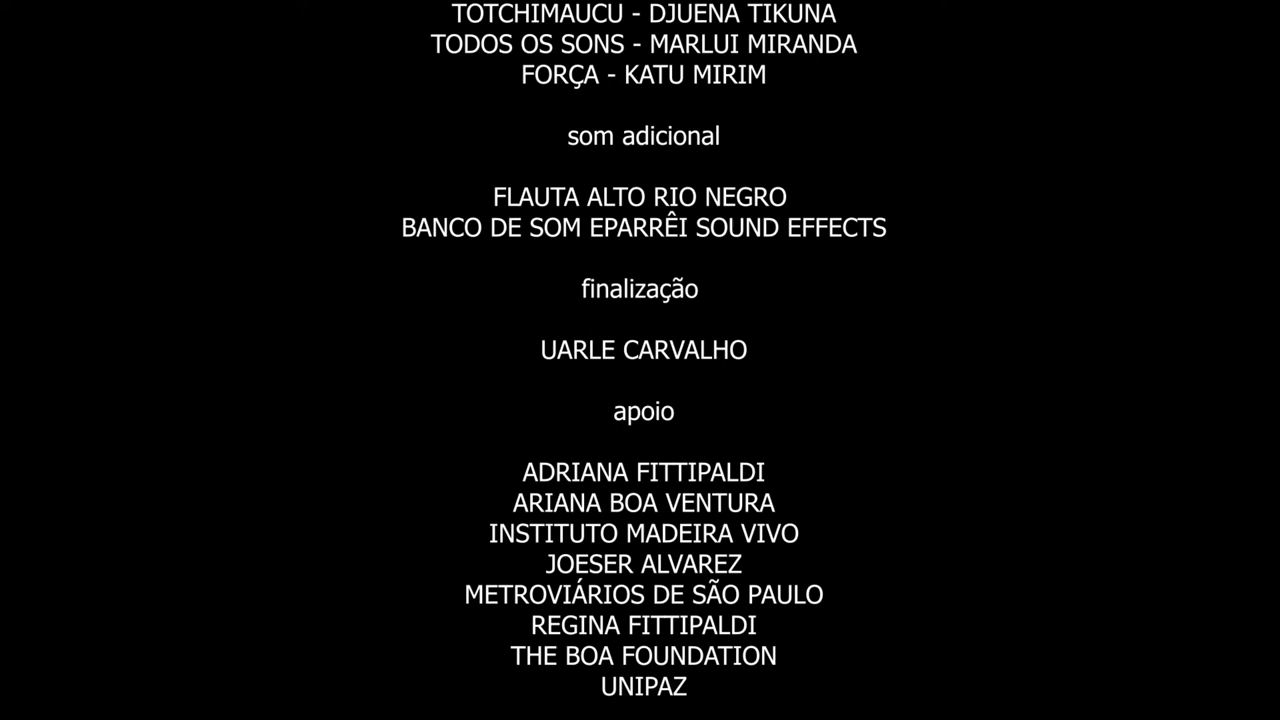 TOTCHIMAUCU - DJUENA TIKUNA
TODOS OS SONS - MARLUI MIRANDA
FORÇA - KATU MIRIM
som adicional
FLAUTA ALTO RIO NEGRO
BANCO DE SOM EPARRÊI SOUND EFFECTS
finalização
UARLE CARVALHO
apoio
ADRIANA FITTIPALDI
ARIANA BOA VENTURA
INSTITUTO MADEIRA VIVO
JOESER ALVAREZ
METROVIÁRIOS DE SÃO PAULO
REGINA FITTIPALDI
THE BOA FOUNDATION
UNIPAZ